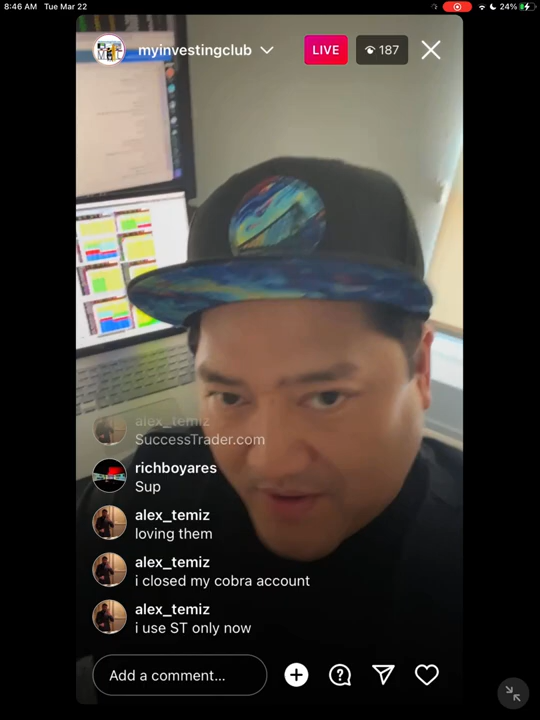 8:46 AM Tue Mar 22
24%
myinvestingclub
LIVE
187
alex_temiz
SuccessTrader.com
richboyares
Sup
alex_temiz
loving them
alex_temiz
i closed my cobra account
alex_temiz
i use ST only now
Add a comment...